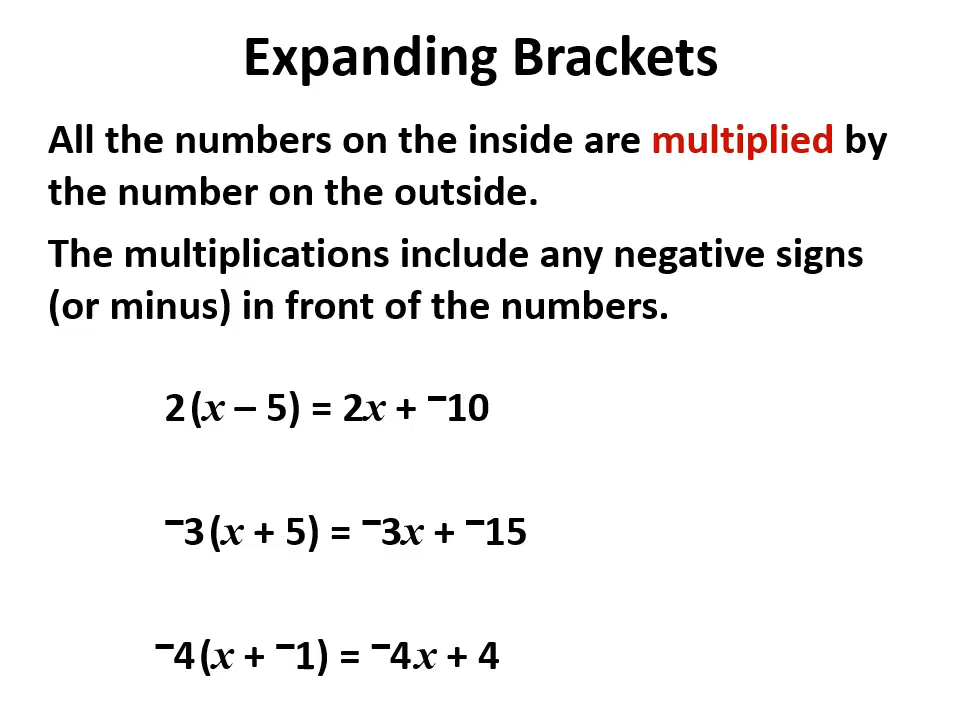 Expanding Brackets
All the numbers on the inside are multiplied by
the number on the outside.
The multiplications include any negative signs
(or minus) in front of the numbers.
2(x – 5) = 2x + ⁻10
⁻3(x + 5) = ⁻3x + ⁻15
⁻4(x + ⁻1) = ⁻4x + 4